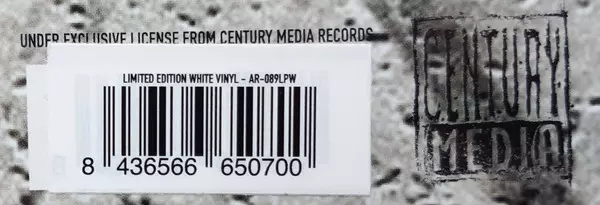 UNDER EXCLUSIVE LICENSE FROM CENTURY MEDIA RECORDS
LIMITED EDITION WHITE VINYL - AR-089LPW
8 436566 650700
CENTURY
MEDIA